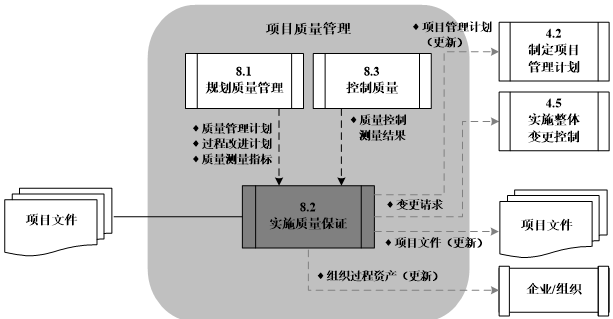 项目质量管理
8.1
规划质量管理
8.3
控制质量
♦ 项目管理计划
（更新）
4.2
制定项目
管理计划
♦ 质量管理计划
♦ 过程改进计划
♦ 质量测量指标
♦ 质量控制
测量结果
4.5
实施整体
变更控制
项目文件
8.2
实施质量保证
♦ 变更请求
♦ 项目文件（更新）
项目文件
♦ 组织过程资产（更新）
企业/组织